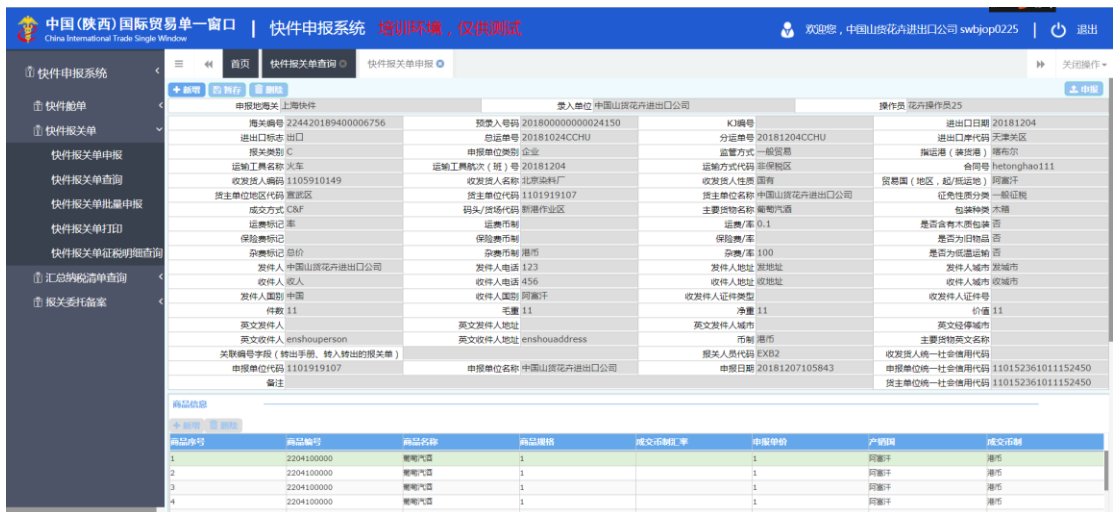 中国(陕西)国际贸易单一窗口 | 快件申报系统 培训环境,仅供测试 欢迎您,中国山货花卉进出口公司 swbjop0225 | 退出
China International Trade Single Window
快件申报系统
首页 快件报关单查询 快件报关单申报 关闭操作
快件舱单
快件报关单
快件报关单申报
快件报关单查询
快件报关单批量申报
快件报关单打印
快件报关单征税明细查询
汇总纳税清单查询
报关委托备案
新增 暂存 删除 申报
申报地海关 上海快件 录入单位 中国山货花卉进出口公司 操作员 花卉操作员25
海关编号 224420189400006756 预录入号码 201800000000024150 KJ编号 进出口日期 20181204
进出口标志 出口 总运单号 20181024CCHU 分运单号 20181204CCHU 进出口岸代码 天津关区
报关类别 C 申报单位类别 企业 监管方式 一般贸易 指运港(装货港) 喀布尔
运输工具名称 火车 运输工具航次(班)号 20181204 运输方式代码 非保税区 合同号 hetonghao111
收发货人编码 1105910149 收发货人名称 北京染料厂 收发货人性质 国有 贸易国(地区,起/抵运地) 阿富汗
货主单位地区代码 宣武区 货主单位代码 1101919107 货主单位名称 中国山货花卉进出口公司 征免性质分类 一般征税
成交方式 C&F 码头/货场代码 新港作业区 主要货物名称 葡萄汽酒 包装种类 木箱
运费标记 率 运费币制 运费/率 0.1 是否含有木质包装 否
保险费标记 保险费币制 保险费/率 是否为旧物品 否
杂费标记 总价 杂费币制 港币 杂费/率 100 是否为低温运输 否
发件人 中国山货花卉进出口公司 发件人电话 123 发件人地址 发地址 发件人城市 发城市
收件人 收人 收件人电话 456 收件人地址 收地址 收件人城市 收城市
发件人国别 中国 收件人国别 阿富汗 收发件人证件类型 收发件人证件号
件数 11 毛重 11 净重 11 价值 11
英文发件人 英文发件人地址 英文发件人城市 英文经停城市
英文收件人 enshouperson 英文收件人地址 enshouaddress 币制 港币 主要货物英文名称
关联编号字段(转出手册、转入转出的报关单) 报关人员代码 EXB2 收发货人统一社会信用代码
申报单位代码 1101919107 申报单位名称 中国山货花卉进出口公司 申报日期 20181207105843 申报单位统一社会信用代码 110152361011152450
备注 货主单位统一社会信用代码 110152361011152450
商品信息
新增 删除
商品序号 商品编号 商品名称 商品规格 成交币制汇率 申报单价 产销国 成交币制
1 2204100000 葡萄汽酒 1 1 阿富汗 港币
2 2204100000 葡萄汽酒 1 1 阿富汗 港币
3 2204100000 葡萄汽酒 1 1 阿富汗 港币
4 2204100000 葡萄汽酒 1 1 阿富汗 港币